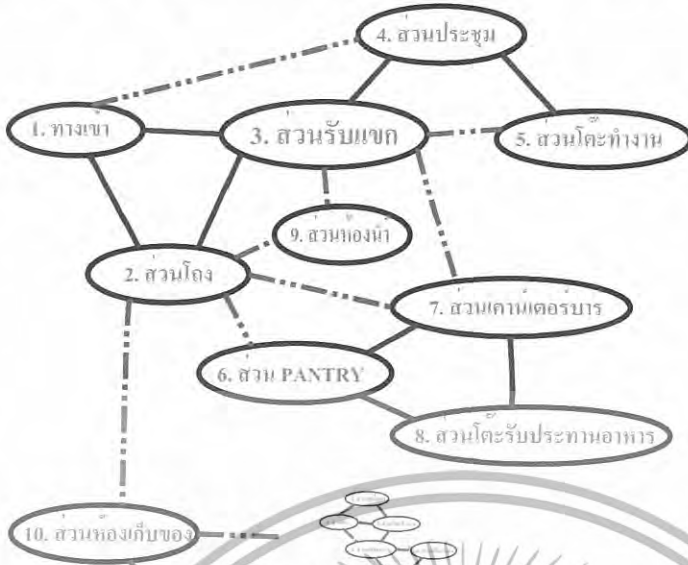 4. ส่วนประชุม
1. ทางเข้า
3. ส่วนรับแขก
5. ส่วนโต๊ะทำงาน
9. ส่วนห้องน้ำ
2. ส่วนโถง
7. ส่วนเคาน์เตอร์บาร์
6. ส่วน PANTRY
8. ส่วนโต๊ะรับประทานอาหาร
10. ส่วนห้องเก็บของ